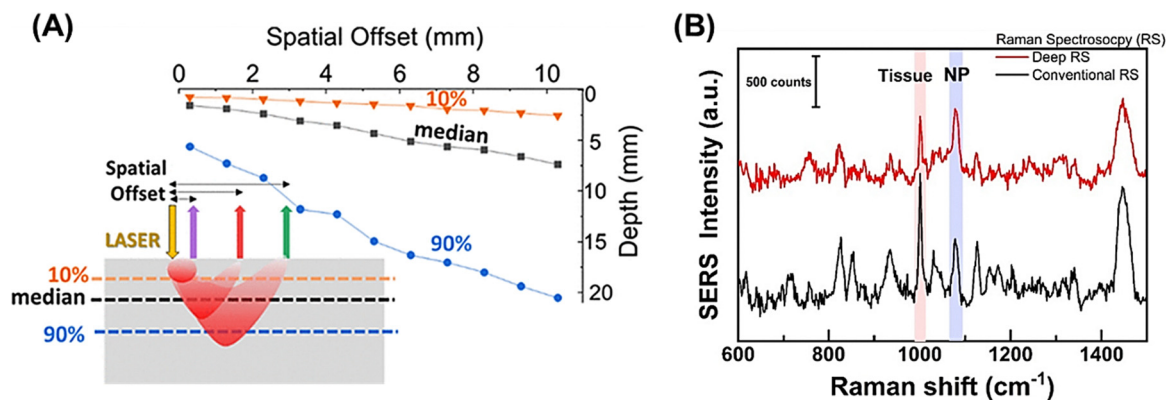 (A)
Spatial Offset (mm)
0 2 4 6 8 10
0
5
10
15
20
Depth (mm)
10%
median
90%
Spatial
Offset
LASER
10%
median
90%
(B)
Raman Spectrosocpy (RS)
Deep RS
Conventional RS
500 counts
Tissue
NP
SERS Intensity (a.u.)
600 800 1000 1200 1400
Raman shift (cm⁻¹)